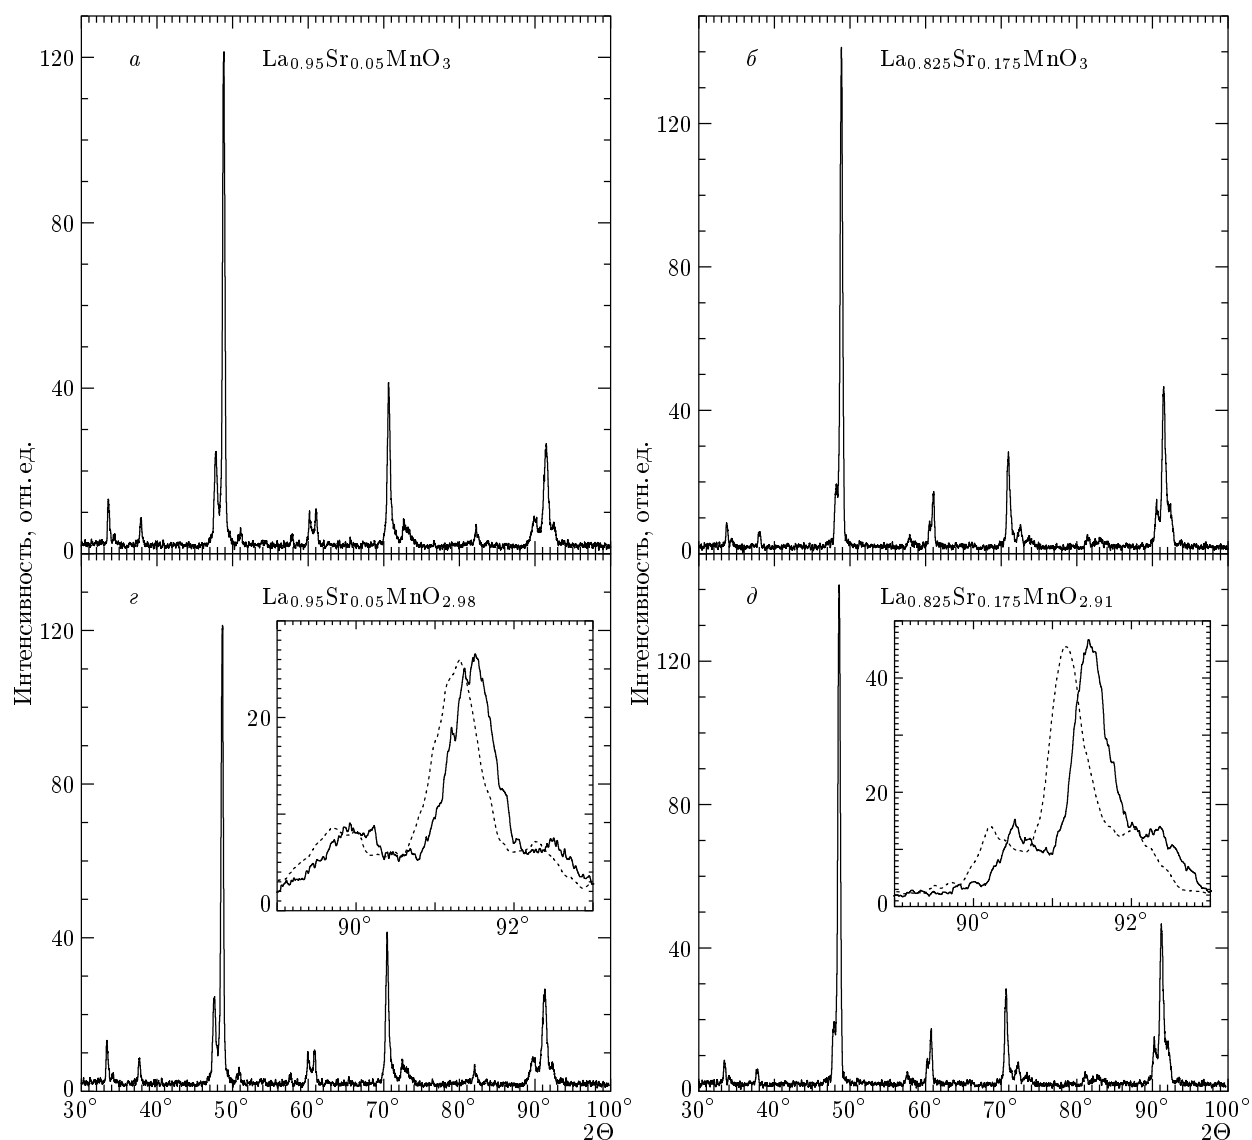 а La₀.₉₅Sr₀.₀₅MnO₃
120
80
40
0
Интенсивность, отн. ед.
б La₀.₈₂₅Sr₀.₁₇₅MnO₃
120
80
40
0
Интенсивность, отн. ед.
г La₀.₉₅Sr₀.₀₅MnO₂.₉₈
120
80
40
0
20
0
90° 92°
30° 40° 50° 60° 70° 80° 90° 100°
2Θ
д La₀.₈₂₅Sr₀.₁₇₅MnO₂.₉₁
120
80
40
0
40
20
0
90° 92°
30° 40° 50° 60° 70° 80° 90° 100°
2Θ